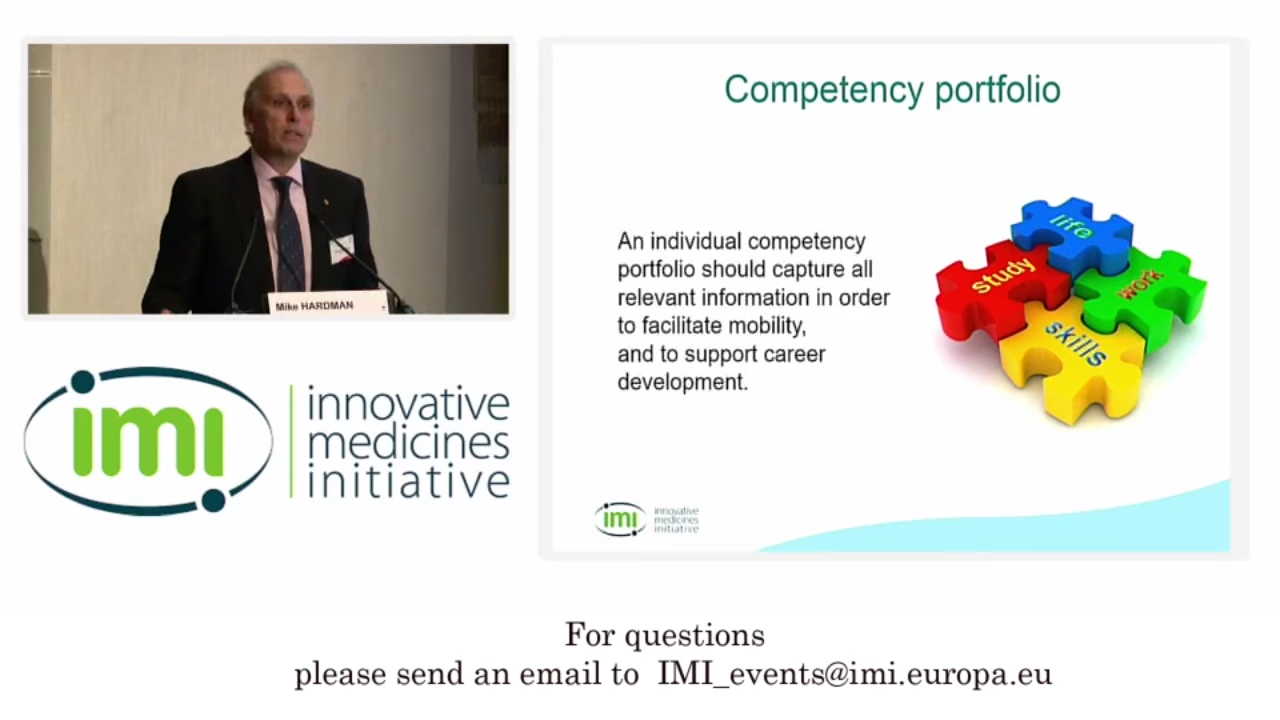 Mike HARDMAN
imi
innovative
medicines
initiative
Competency portfolio
An individual competency
portfolio should capture all
relevant information in order
to facilitate mobility,
and to support career
development.
life
study
work
skills
imi
innovative
medicines
initiative
For questions
please send an email to IMI_events@imi.europa.eu